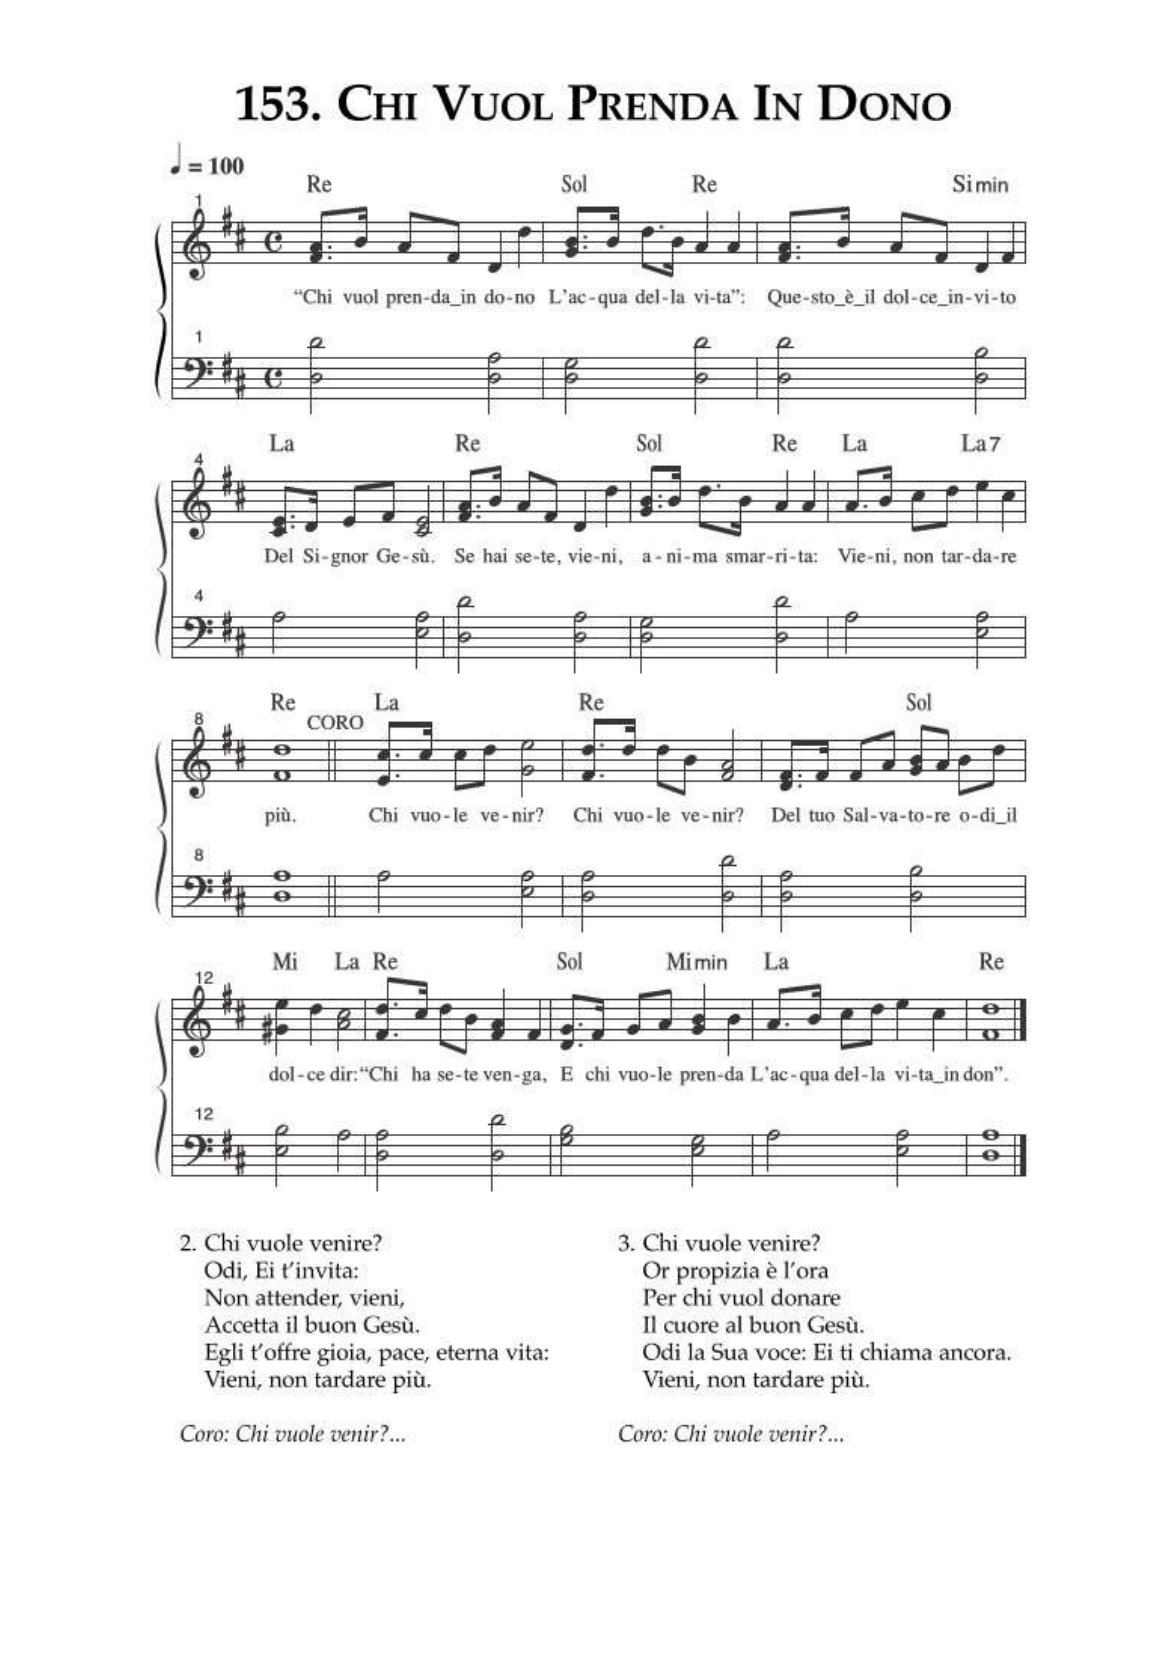 153. Chi Vuol Prenda In Dono
♩ = 100
Re Sol Re Simin
1
“Chi vuol pren-da_in do-no L’ac-qua del-la vi-ta”: Que-sto_è_il dol-ce_in-vi-to
1
La Re Sol Re La La7
4
Del Si-gnor Ge-sù. Se hai se-te, vie-ni, a-ni-ma smar-ri-ta: Vie-ni, non tar-da-re
4
Re La Re Sol
8 CORO
più. Chi vuo-le ve-nir? Chi vuo-le ve-nir? Del tuo Sal-va-to-re o-di_il
8
Mi La Re Sol Mimin La Re
12
dol-ce dir:“Chi ha se-te ven-ga, E chi vuo-le pren-da L’ac-qua del-la vi-ta_in don”.
12
2. Chi vuole venire?
Odi, Ei t’invita:
Non attender, vieni,
Accetta il buon Gesù.
Egli t’offre gioia, pace, eterna vita:
Vieni, non tardare più.
Coro: Chi vuole venir?...
3. Chi vuole venire?
Or propizia è l’ora
Per chi vuol donare
Il cuore al buon Gesù.
Odi la Sua voce: Ei ti chiama ancora.
Vieni, non tardare più.
Coro: Chi vuole venir?...